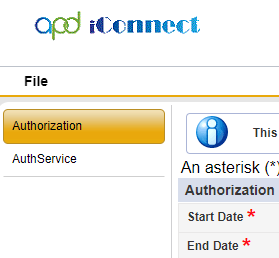 apd iConnect
File
Authorization
AuthService
This
An asterisk (*)
Authorization
Start Date *
End Date *